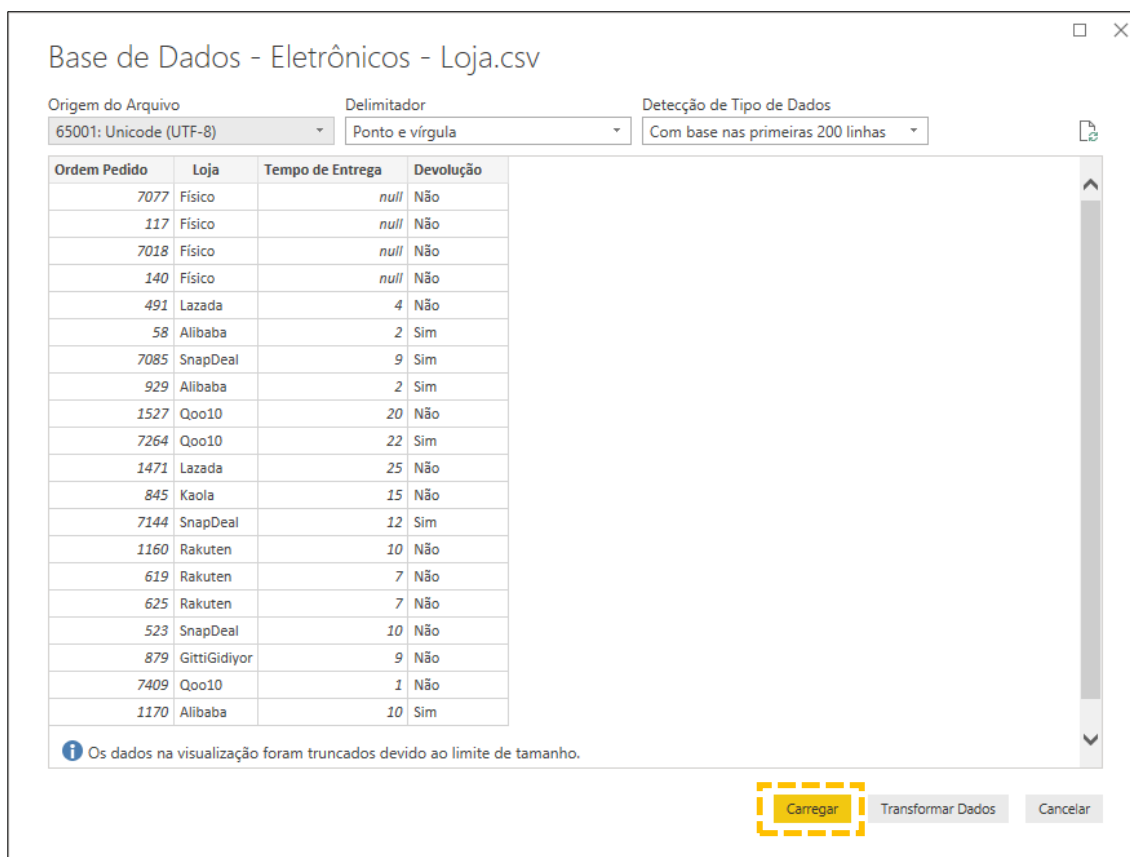 Base de Dados - Eletrônicos - Loja.csv
Origem do Arquivo Delimitador Detecção de Tipo de Dados
65001: Unicode (UTF-8) Ponto e vírgula Com base nas primeiras 200 linhas
Ordem Pedido Loja Tempo de Entrega Devolução
7077 Físico null Não
117 Físico null Não
7018 Físico null Não
140 Físico null Não
491 Lazada 4 Não
58 Alibaba 2 Sim
7085 SnapDeal 9 Sim
929 Alibaba 2 Sim
1527 Qoo10 20 Não
7264 Qoo10 22 Sim
1471 Lazada 25 Não
845 Kaola 15 Não
7144 SnapDeal 12 Sim
1160 Rakuten 10 Não
619 Rakuten 7 Não
625 Rakuten 7 Não
523 SnapDeal 10 Não
879 GittiGidiyor 9 Não
7409 Qoo10 1 Não
1170 Alibaba 10 Sim
Os dados na visualização foram truncados devido ao limite de tamanho.
Carregar Transformar Dados Cancelar